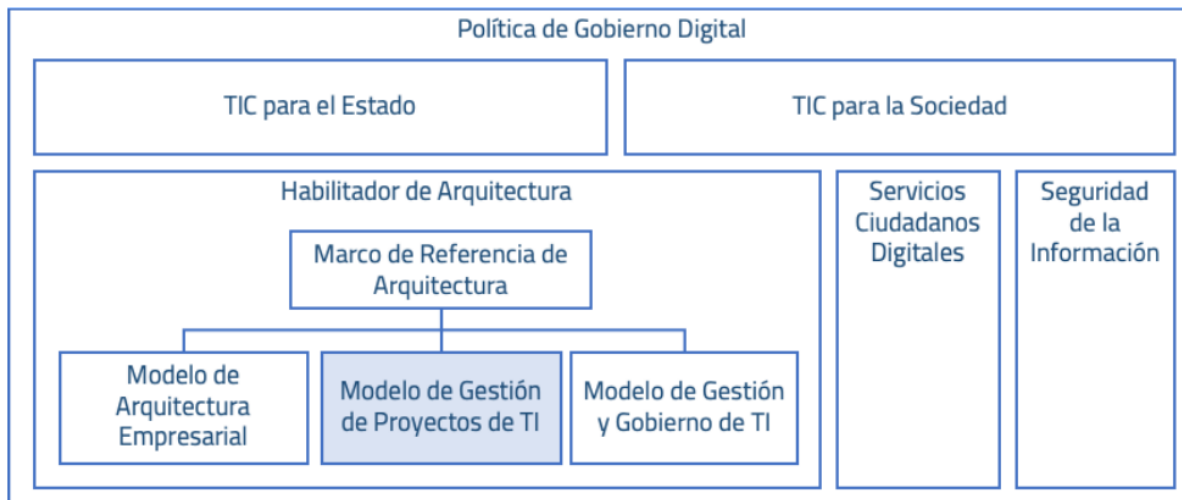 Política de Gobierno Digital
TIC para el Estado
TIC para la Sociedad
Habilitador de Arquitectura
Marco de Referencia de
Arquitectura
Modelo de
Arquitectura
Empresarial
Modelo de Gestión
de Proyectos de TI
Modelo de Gestión
y Gobierno de TI
Servicios
Ciudadanos
Digitales
Seguridad
de la
Información